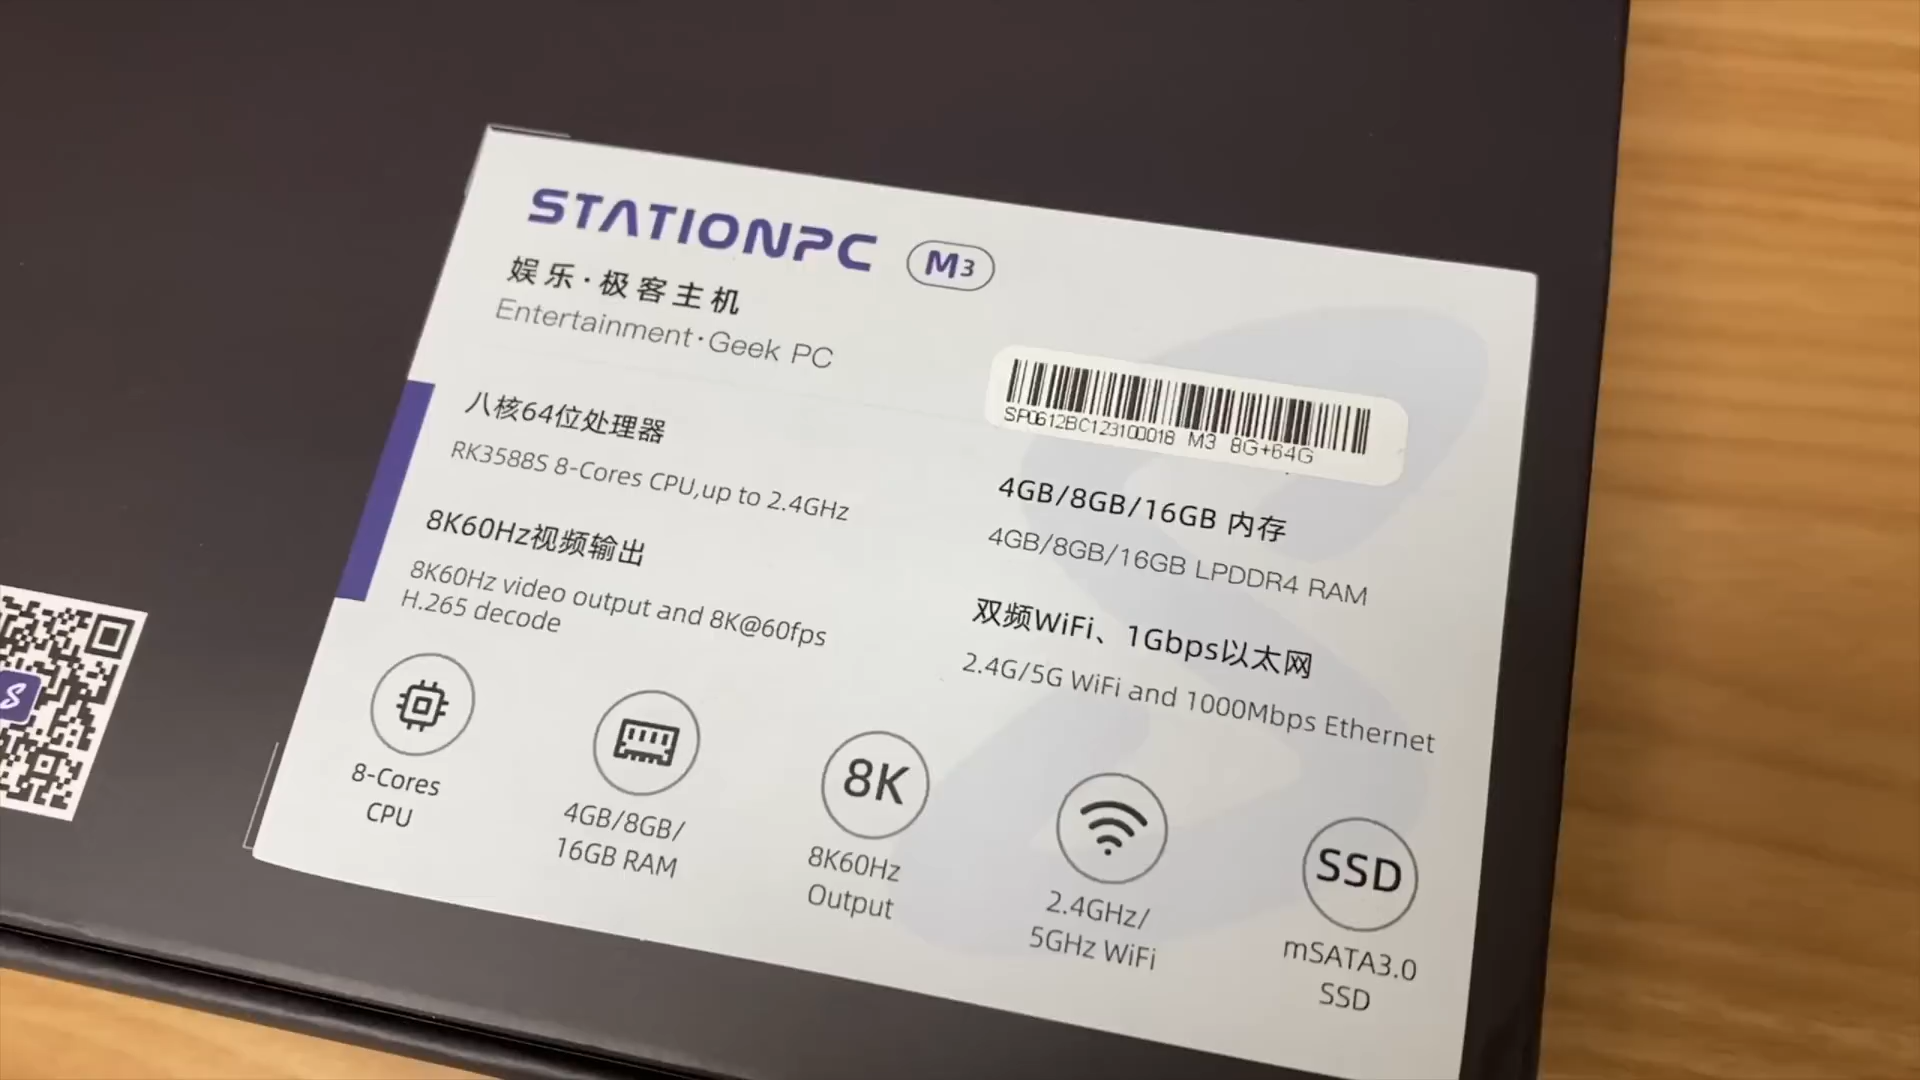 STATIONPC M3
娱乐·极客主机
Entertainment·Geek PC
SP0612BC123100018 M3 8G+64G
八核64位处理器
RK3588S 8-Cores CPU,up to 2.4GHz
8K60Hz视频输出
8K60Hz video output and 8K@60fps
H.265 decode
4GB/8GB/16GB 内存
4GB/8GB/16GB LPDDR4 RAM
双频WiFi、1Gbps以太网
2.4G/5G WiFi and 1000Mbps Ethernet
8-Cores
CPU
4GB/8GB/
16GB RAM
8K
8K60Hz
Output
2.4GHz/
5GHz WiFi
SSD
mSATA3.0
SSD
S